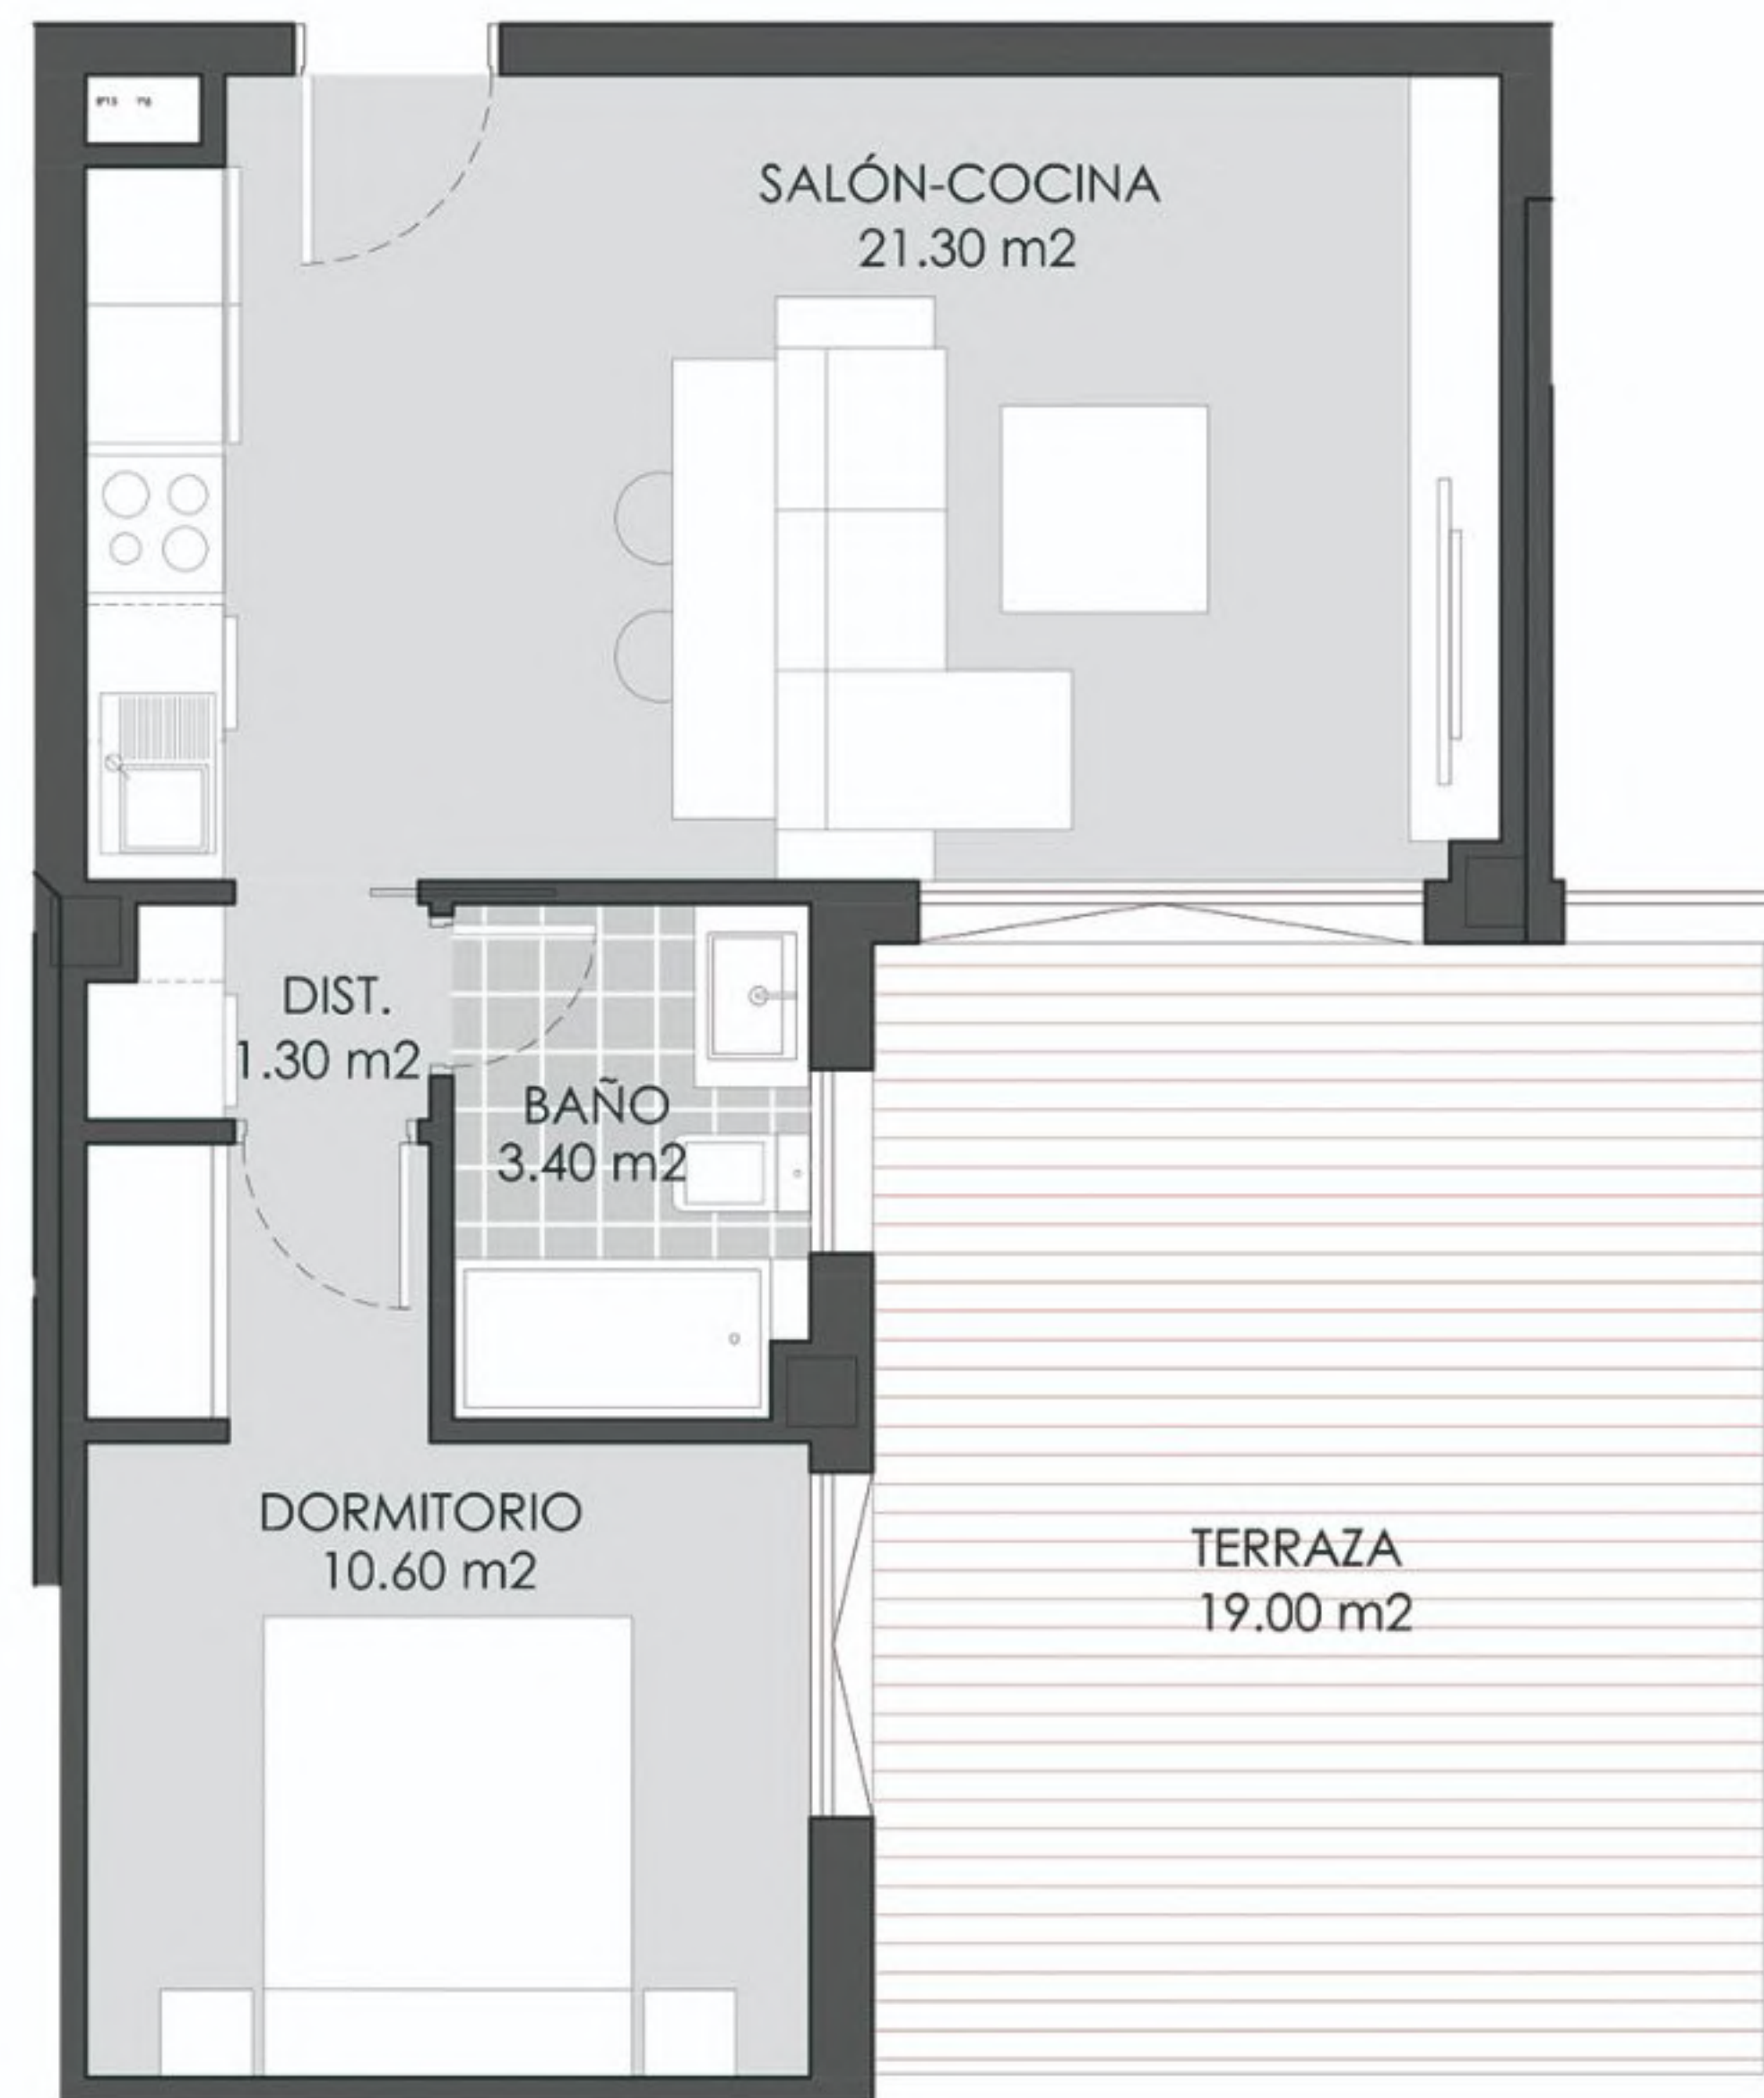 SALÓN-COCINA
21.30 m2
DIST.
1.30 m2
BAÑO
3.40 m2
DORMITORIO
10.60 m2
TERRAZA
19.00 m2